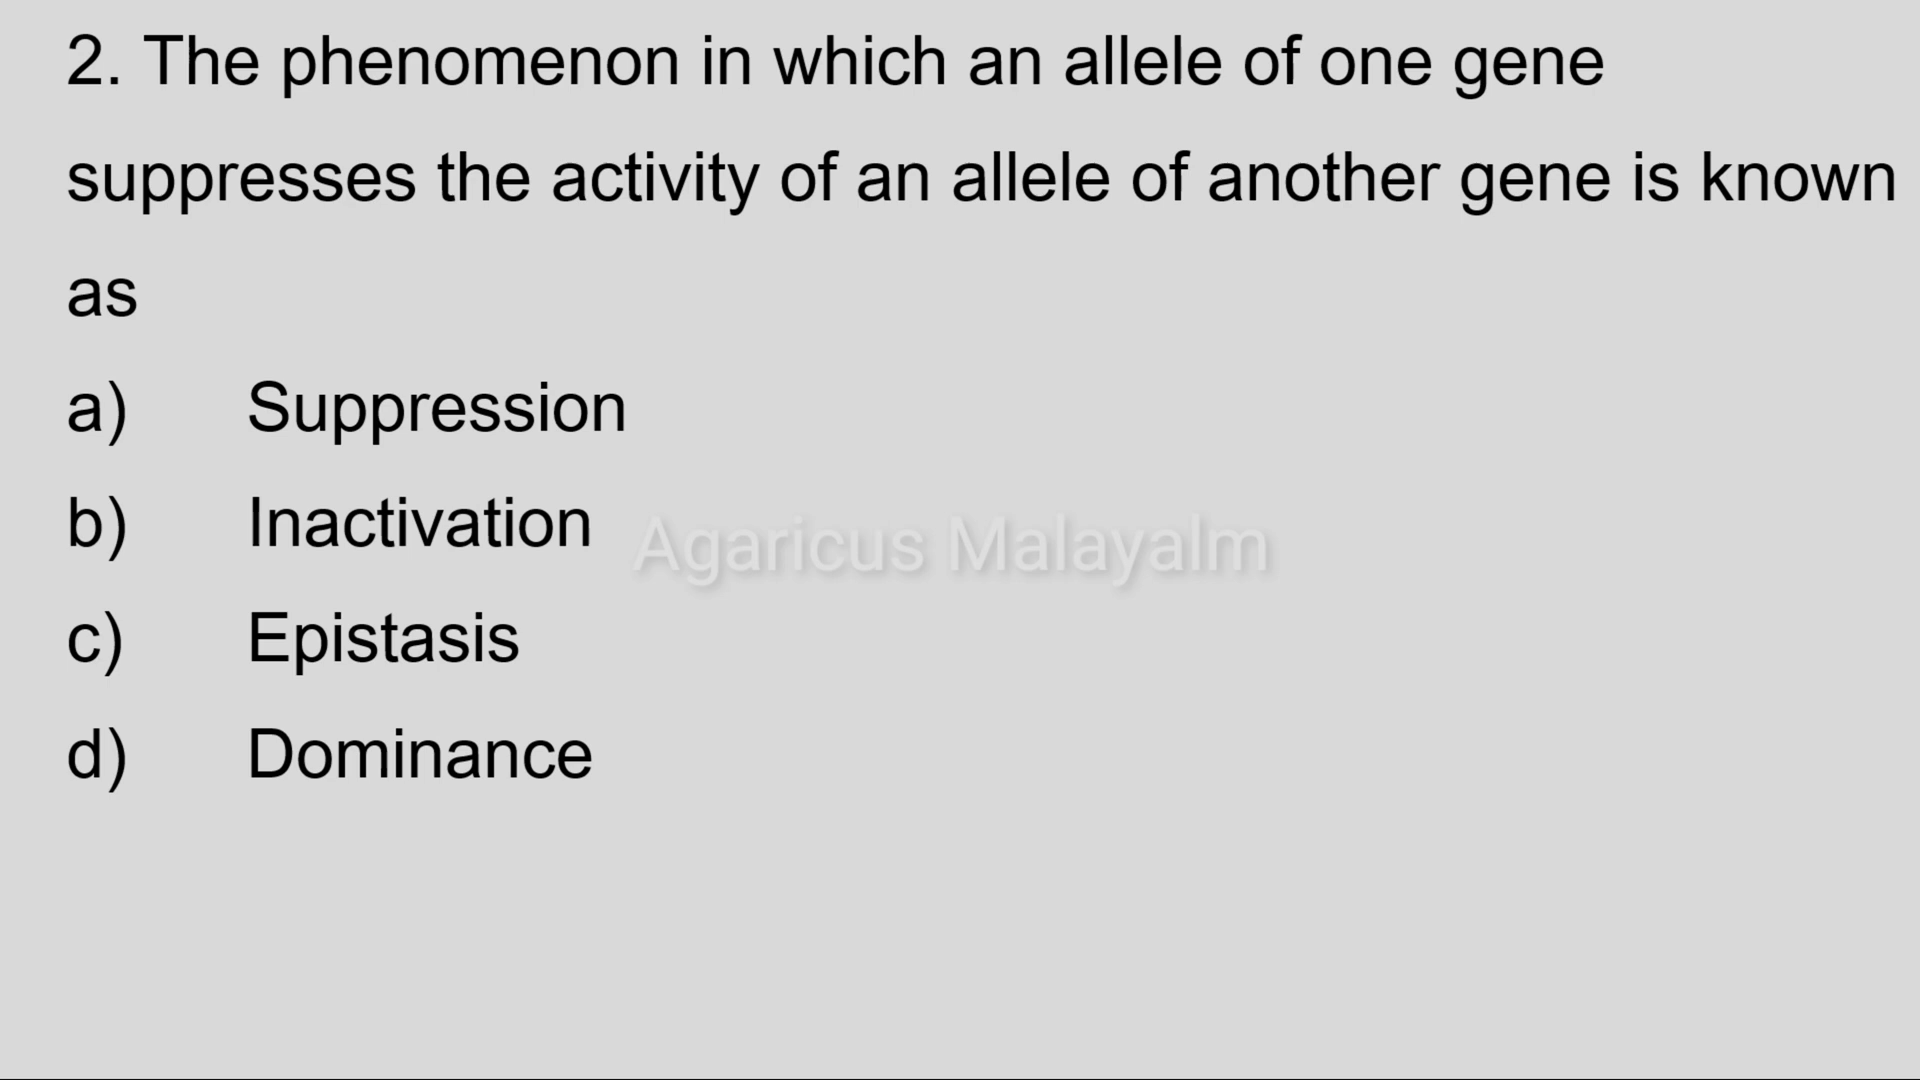 2. The phenomenon in which an allele of one gene
suppresses the activity of an allele of another gene is known
as
a) Suppression
b) Inactivation
Agaricus Malayalm
c) Epistasis
d) Dominance